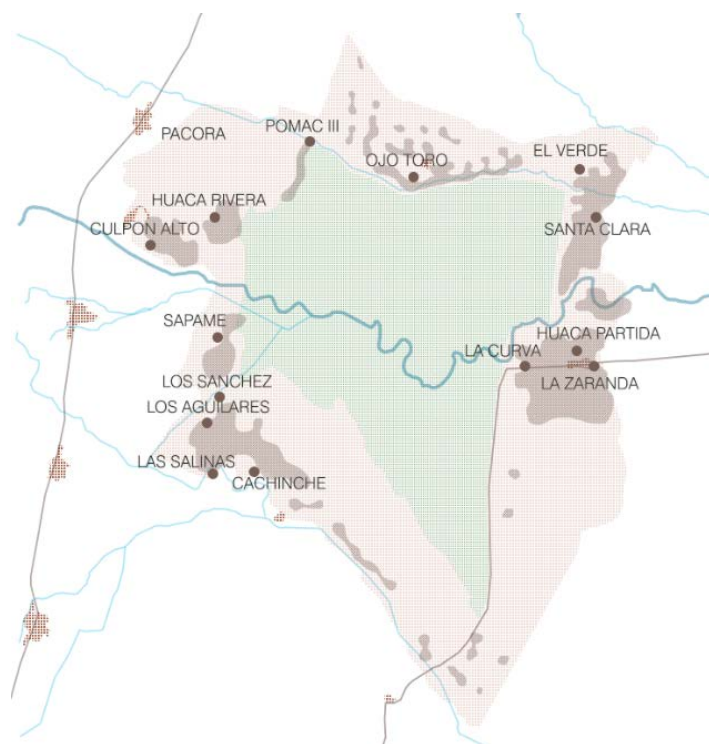 POMAC III
PACORA
OJO TORO
EL VERDE
HUACA RIVERA
CULPON ALTO
SANTA CLARA
SAPAME
HUACA PARTIDA
LA CURVA
LA ZARANDA
LOS SANCHEZ
LOS AGUILARES
LAS SALINAS
CACHINCHE